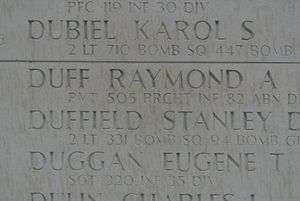 PFC 119 INF 30 DIV
DUBIEL KAROL S
2 LT 710 BOMB SQ 447 BOMB
DUFF RAYMOND A
PVT 505 PRCHT INF 82 ABN D
DUFFIELD STANLEY D
2 LT 331 BOMB SQ 94 BOMB G
DUGGAN EUGENE T
SGT 320 INF 35 DIV
DULIN CHARLES L